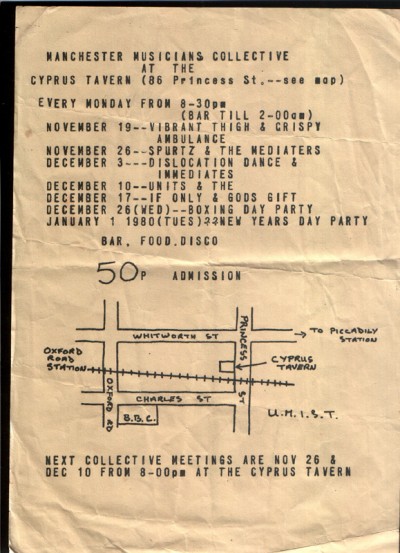 MANCHESTER MUSICIANS COLLECTIVE
AT THE
CYPRUS TAVERN (86 Princess St.--see map)
EVERY MONDAY FROM 8-30pm
(BAR TILL 2-00am)
NOVEMBER 19--VIBRANT THIGH & CRISPY
AMBULANCE
NOVEMBER 26--SPURTZ & THE MEDIATERS
DECEMBER 3---DISLOCATION DANCE &
IMMEDIATES
DECEMBER 10--UNITS & THE
DECEMBER 17--IF ONLY & GODS GIFT
DECEMBER 26(WED)--BOXING DAY PARTY
JANUARY 1 1980(TUES)??NEW YEARS DAY PARTY
BAR, FOOD.DISCO
50P ADMISSION
WHITWORTH ST
PRINCESS ST
TO PICCADILY STATION
OXFORD ROAD STATION
CYPRUS TAVERN
OXFORD RD
CHARLES ST
B.B.C.
U.M.I.S.T.
NEXT COLLECTIVE MEETINGS ARE NOV 26 &
DEC 10 FROM 8-00pm AT THE CYPRUS TAVERN